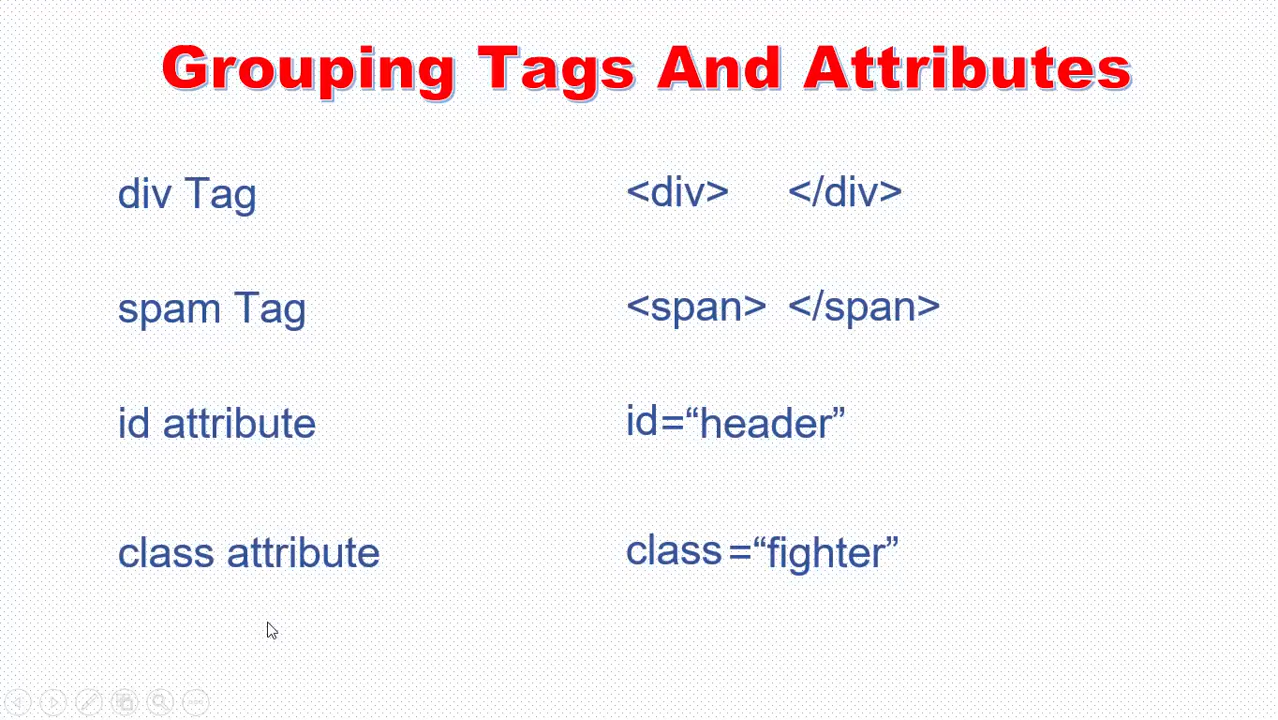 Grouping Tags And Attributes
div Tag <div> </div>
spam Tag <span> </span>
id attribute id=“header”
class attribute class =“fighter”